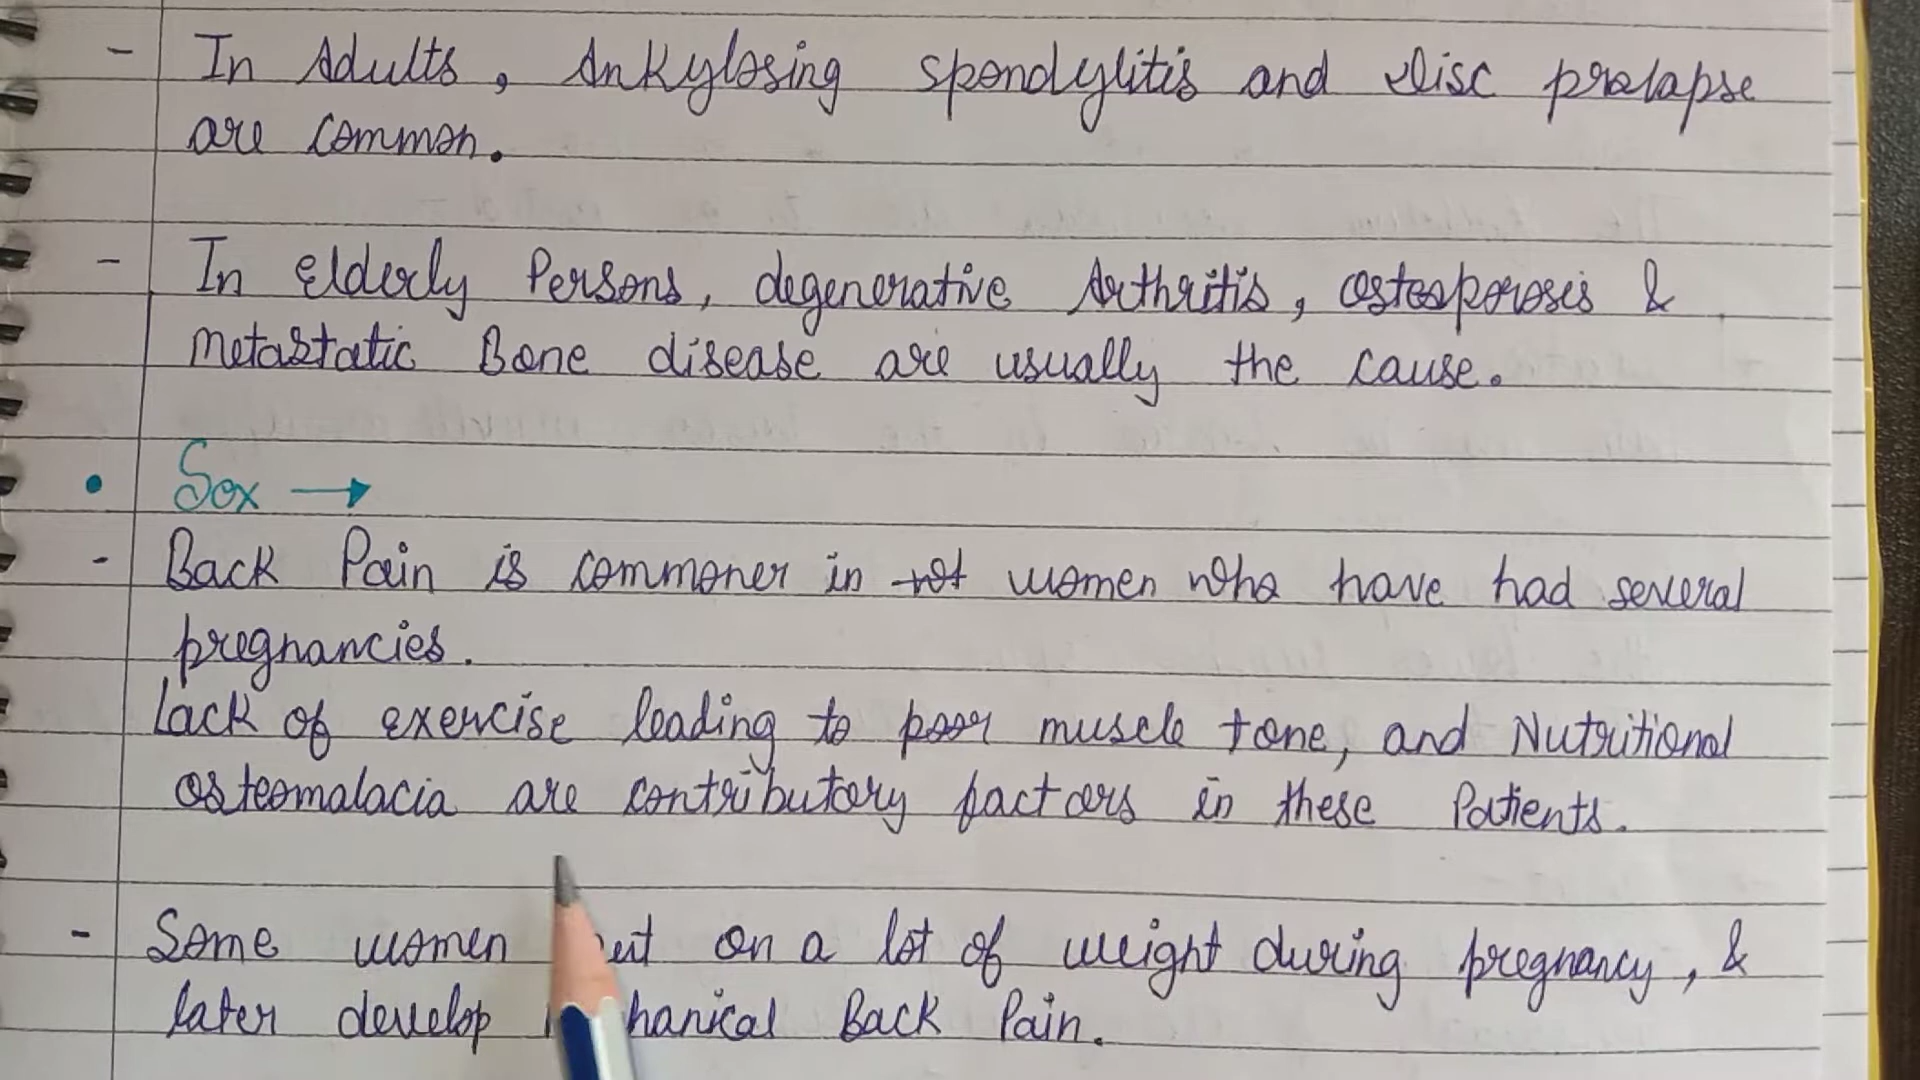 - In Adults, Ankylosing spondylitis and disc prolapse
are common.
- In elderly Persons, degenerative Arthritis, osteoporosis &
metastatic Bone disease are usually the cause.
• Sex →
- Back Pain is commoner in women who have had several
pregnancies.
Lack of exercise leading to poor muscle tone, and Nutritional
osteomalacia are contributory factors in these Patients.
- Some women on a lot of weight during pregnancy, &
later develop Back Pain.